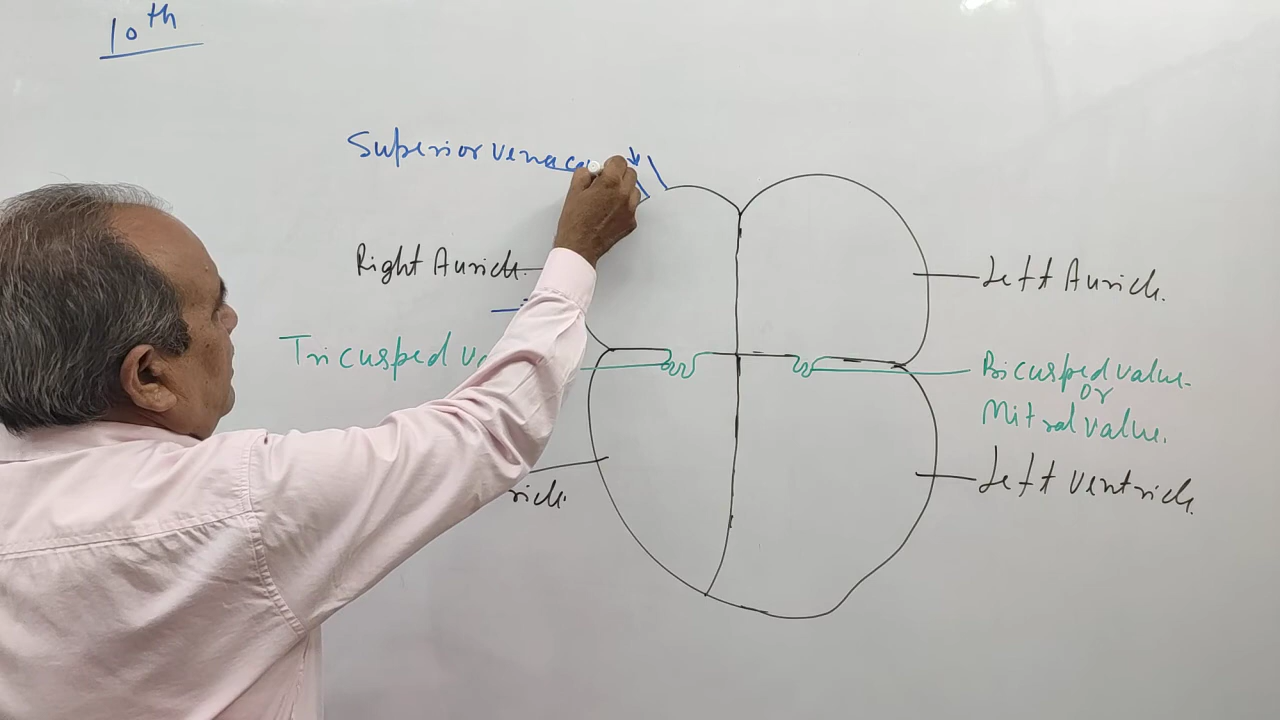 10th
Superior venaca
Right Auricle
Left Auricle.
Tricusped v
Bicusped value.
or
Mitral value.
Left Ventricle.
ricle.